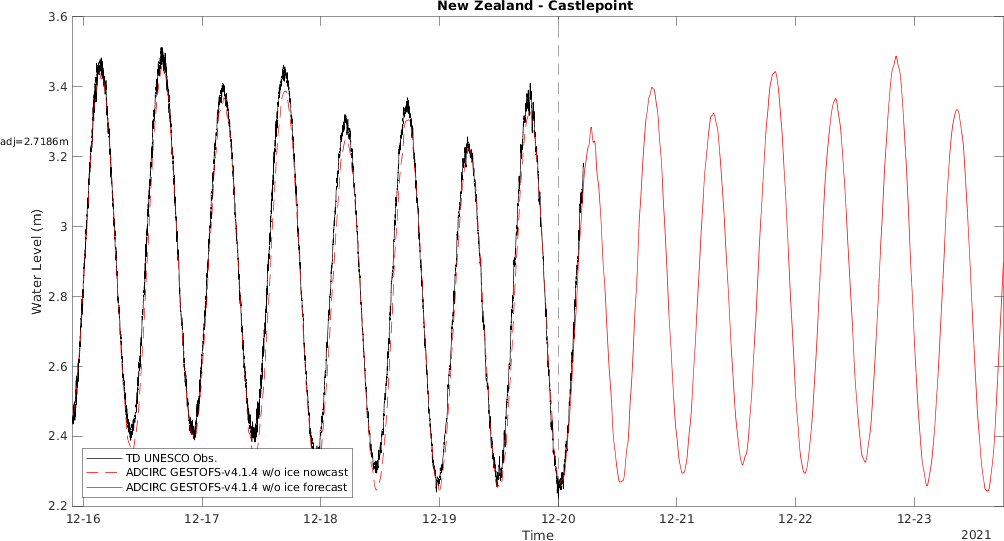 New Zealand - Castlepoint
3.6
3.4
adj=2.7186m
3.2
3
2.8
2.6
2.4
2.2
Water Level (m)
TD UNESCO Obs.
ADCIRC GESTOFS-v4.1.4 w/o ice nowcast
ADCIRC GESTOFS-v4.1.4 w/o ice forecast
12-16 12-17 12-18 12-19 12-20 12-21 12-22 12-23
Time
2021